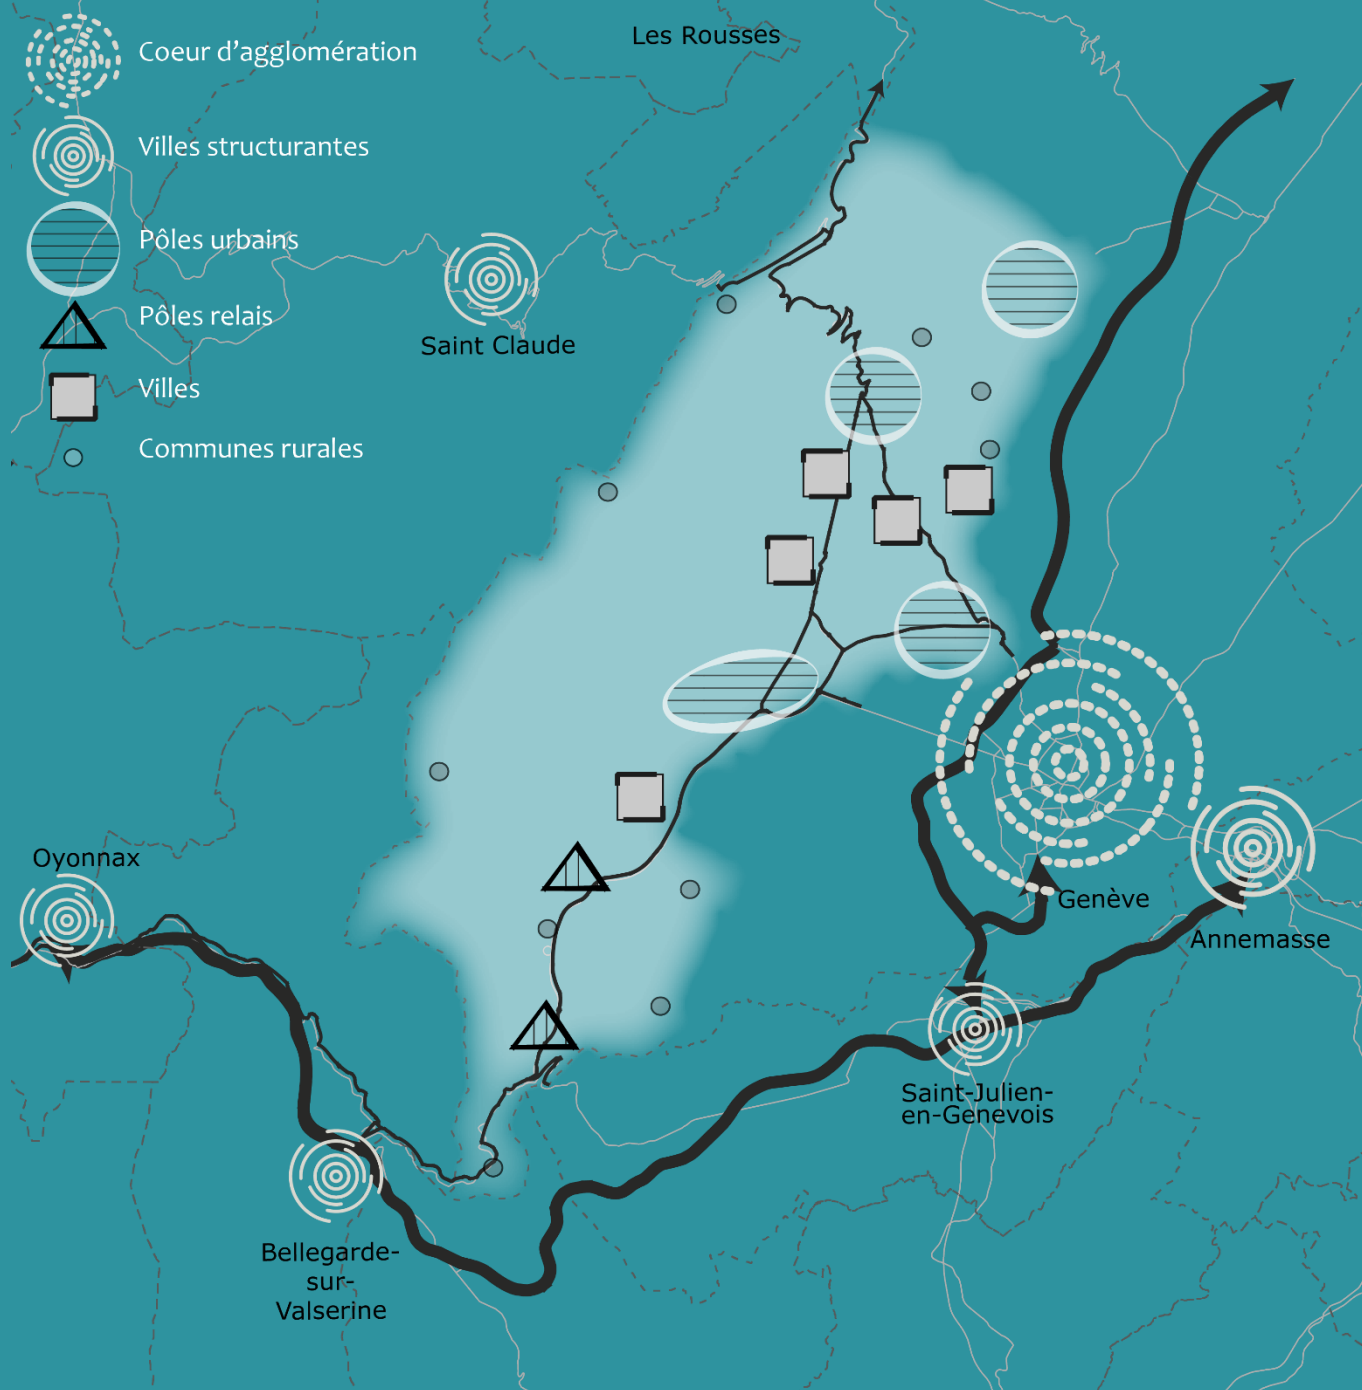 Coeur d’agglomération
Villes structurantes
Pôles urbains
Pôles relais
Villes
Communes rurales
Les Rousses
Saint Claude
Oyonnax
Genève
Annemasse
Saint-Julien-
en-Genevois
Bellegarde-
sur-
Valserine